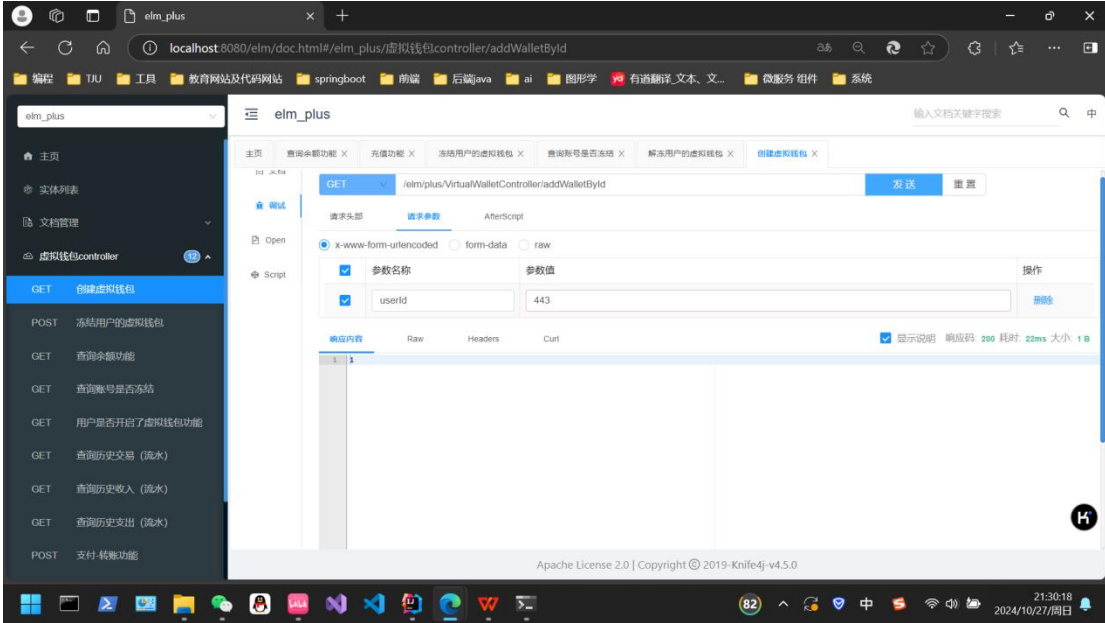 elm_plus
localhost:8080/elm/doc.html#/elm_plus/虚拟钱包controller/addWalletById
编程 TJU 工具 教育网站及代码网站 springboot 前端 后端java ai 图形学 yd 有道翻译_文本、文... 微服务 组件 系统
elm_plus
elm_plus
输入文档关键字搜索 中
主页
实体列表
文档管理
虚拟钱包controller 12
GET 创建虚拟钱包
POST 冻结用户的虚拟钱包
GET 查询余额功能
GET 查询账号是否冻结
GET 用户是否开启了虚拟钱包功能
GET 查询历史交易 (流水)
GET 查询历史收入 (流水)
GET 查询历史支出 (流水)
POST 支付-转账功能
主页 查询余额功能 充值功能 冻结用户的虚拟钱包 查询账号是否冻结 解冻用户的虚拟钱包 创建虚拟钱包
文档
调试
Open
Script
GET /elm/plus/VirtualWalletController/addWalletById 发送 重置
请求头部 请求参数 AfterScript
x-www-form-urlencoded form-data raw
参数名称 参数值 操作
userId 443 删除
响应内容 Raw Headers Curl 显示说明 响应码: 200 耗时: 22ms 大小: 1 B
1 1
Apache License 2.0 | Copyright © 2019-Knife4j-v4.5.0
82 中 21:30:18
2024/10/27/周日